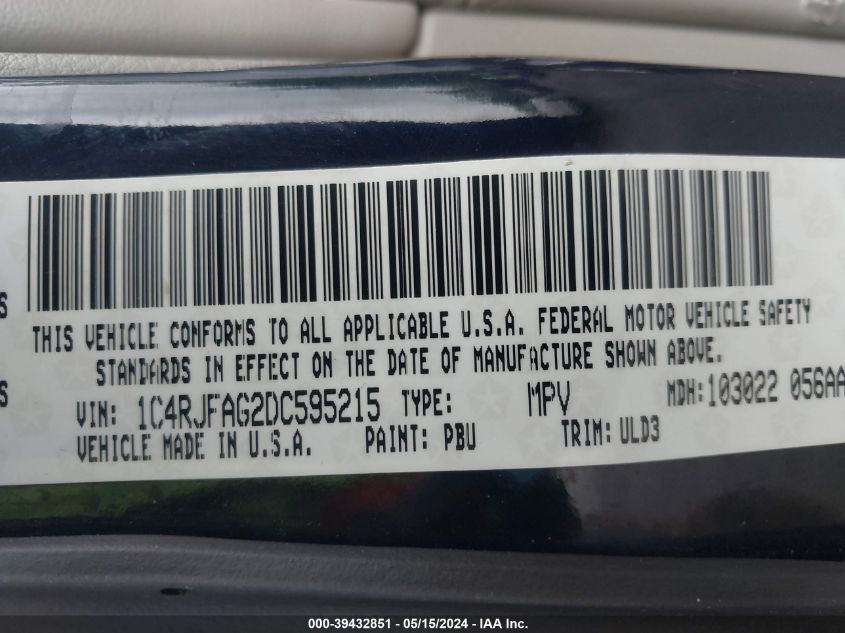 S
THIS VEHICLE CONFORMS TO ALL APPLICABLE U.S.A. FEDERAL MOTOR VEHICLE SAFETY
STANDARDS IN EFFECT ON THE DATE OF MANUFACTURE SHOWN ABOVE.
S
VIN: 1C4RJFAG2DC595215 TYPE: MPV MDH:103022 056AA
VEHICLE MADE IN U.S.A. PAINT: PBU TRIM: ULD3
000-39432851 - 05/15/2024 - IAA Inc.